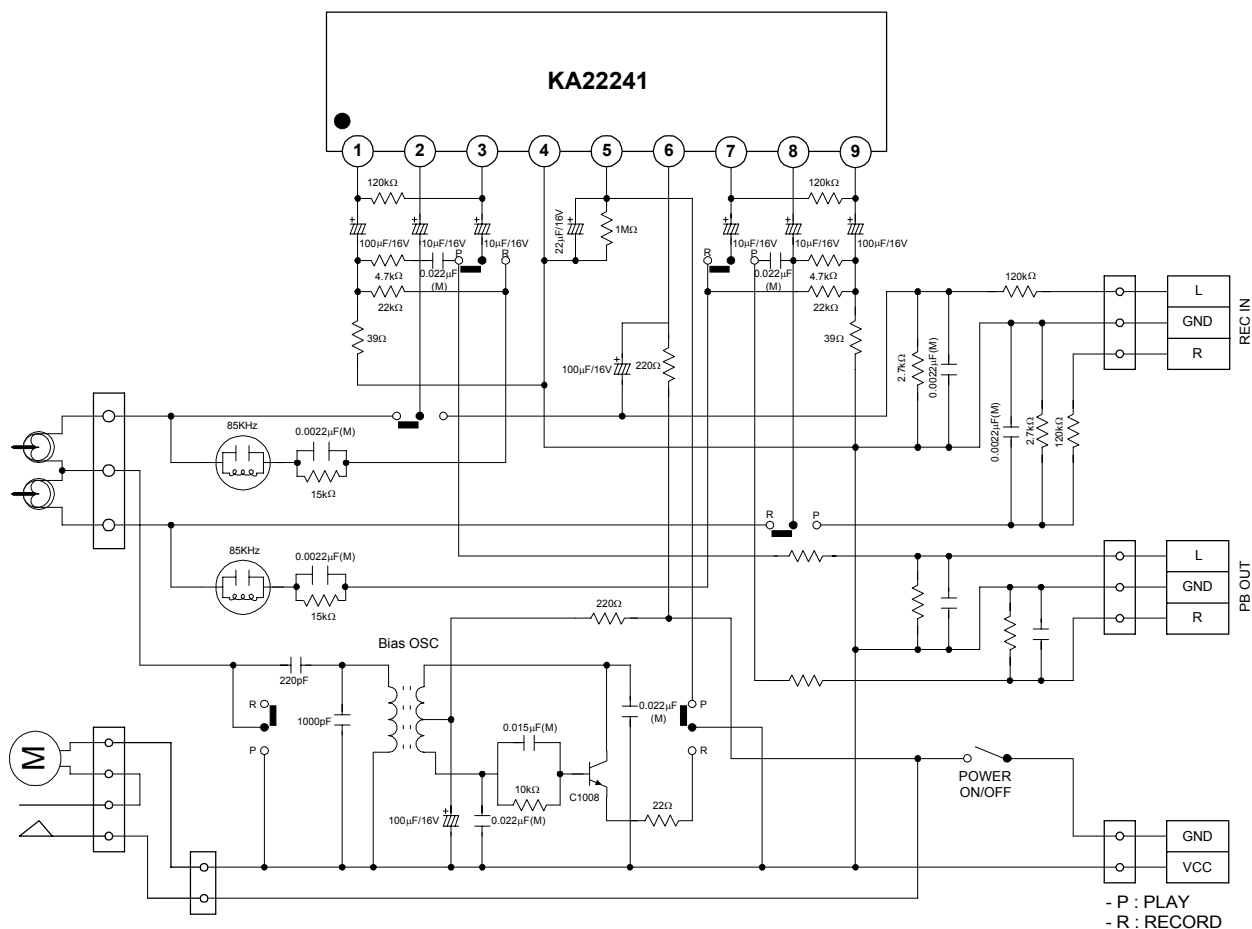 KA22241
1 2 3 4 5 6 7 8 9
120kΩ
120kΩ
100μF/16V
10μF/16V
10μF/16V
22μF/16V
1MΩ
10μF/16V
10μF/16V
100μF/16V
P
R
R
P
0.022μF
(M)
0.022μF
(M)
4.7kΩ
4.7kΩ
22kΩ
22kΩ
39Ω
39Ω
100μF/16V
220Ω
120kΩ
2.7kΩ
0.0022μF(M)
0.0022μF(M)
2.7kΩ
120kΩ
L
GND
R
REC IN
85KHz
0.0022μF(M)
15kΩ
R
P
85KHz
0.0022μF(M)
15kΩ
L
GND
R
PB OUT
220Ω
Bias OSC
220pF
R
P
1000pF
0.015μF(M)
10kΩ
C1008
0.022μF
(M)
P
R
22Ω
100μF/16V
0.022μF(M)
M
POWER
ON/OFF
GND
VCC
- P : PLAY
- R : RECORD